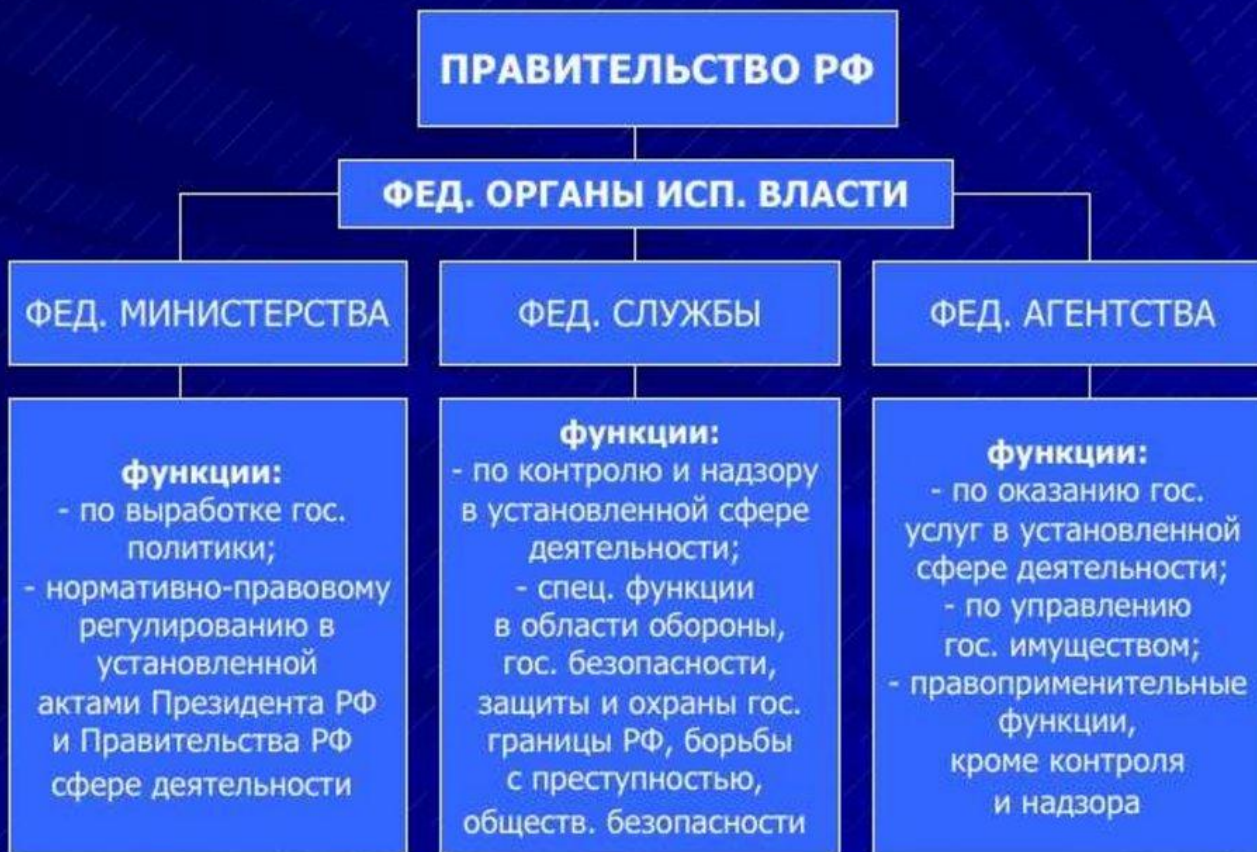 ПРАВИТЕЛЬСТВО РФ
ФЕД. ОРГАНЫ ИСП. ВЛАСТИ
ФЕД. МИНИСТЕРСТВА
функции:
- по выработке гос.
политики;
- нормативно-правовому
регулированию в
установленной
актами Президента РФ
и Правительства РФ
сфере деятельности
ФЕД. СЛУЖБЫ
функции:
- по контролю и надзору
в установленной сфере
деятельности;
- спец. функции
в области обороны,
гос. безопасности,
защиты и охраны гос.
границы РФ, борьбы
с преступностью,
обществ. безопасности
ФЕД. АГЕНТСТВА
функции:
- по оказанию гос.
услуг в установленной
сфере деятельности;
- по управлению
гос. имуществом;
- правоприменительные
функции,
кроме контроля
и надзора